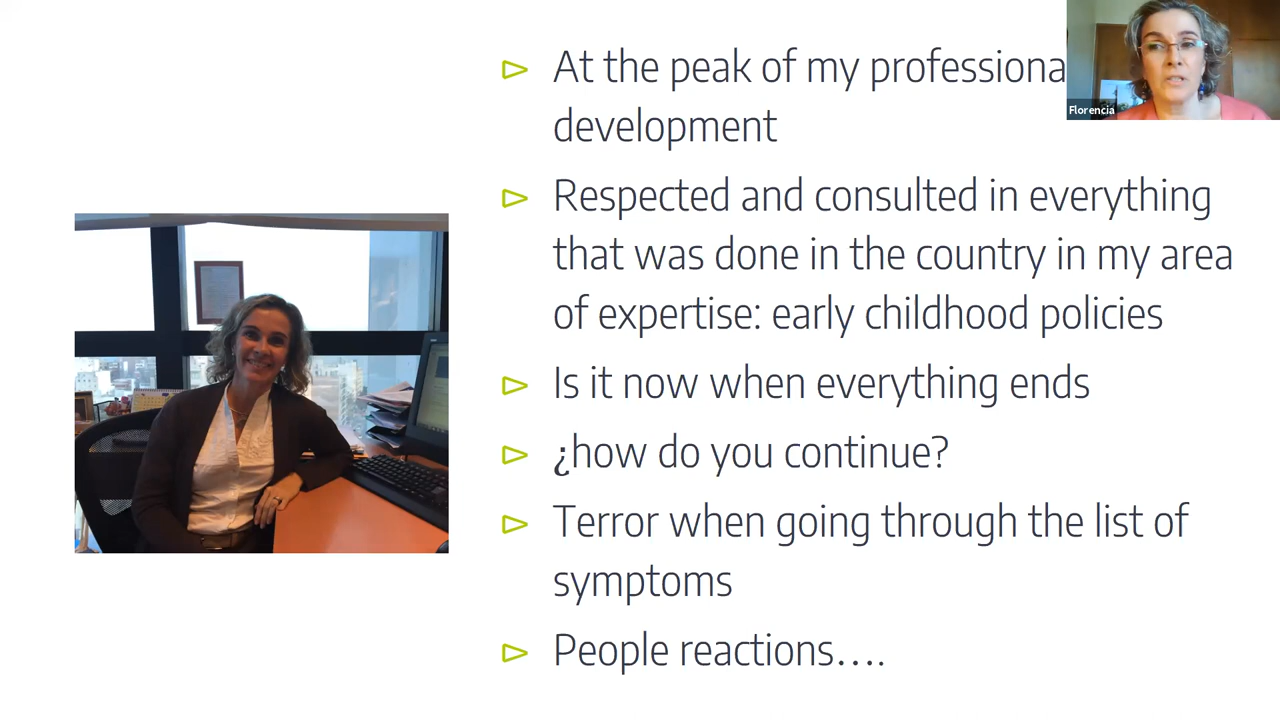 At the peak of my professiona
development
Respected and consulted in everything
that was done in the country in my area
of expertise: early childhood policies
Is it now when everything ends
¿how do you continue?
Terror when going through the list of
symptoms
People reactions….
Florencia